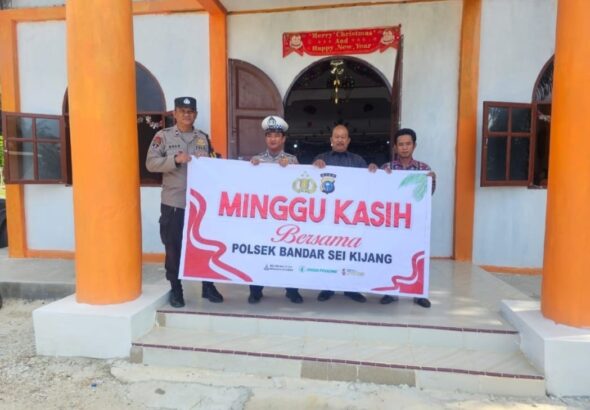 "Merry Christmas"
And
Happy New Year
MINGGU KASIH
Bersama
POLSEK BANDAR SEI KIJANG